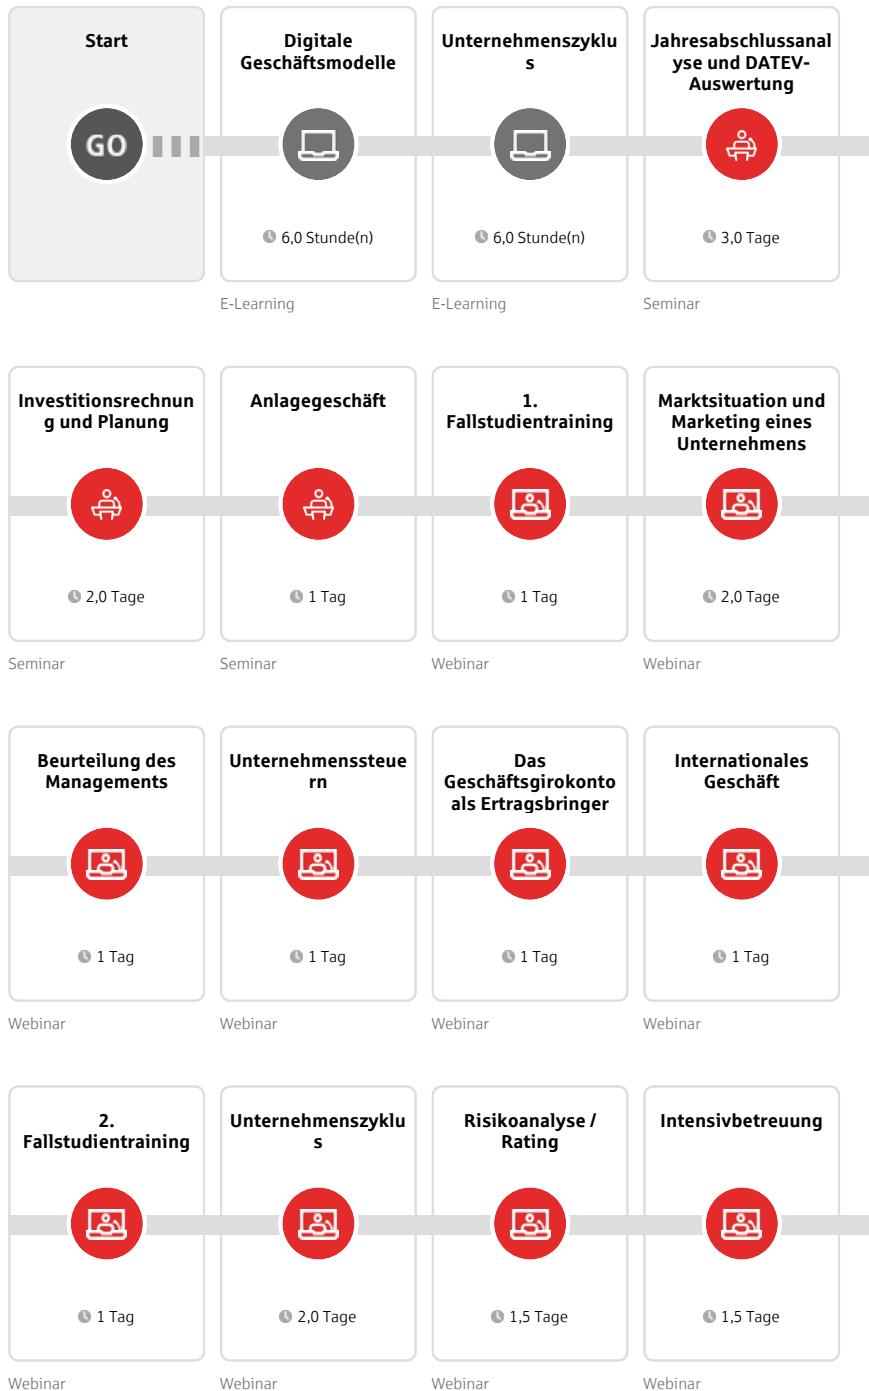 Start
GO
Digitale
Geschäftsmodelle
6,0 Stunde(n)
E-Learning
Unternehmenszyklu
s
6,0 Stunde(n)
E-Learning
Jahresabschlussanal
yse und DATEV-
Auswertung
3,0 Tage
Seminar
Investitionsrechnun
g und Planung
2,0 Tage
Seminar
Anlagegeschäft
1 Tag
Seminar
1.
Fallstudientraining
1 Tag
Webinar
Marktsituation und
Marketing eines
Unternehmens
2,0 Tage
Webinar
Beurteilung des
Managements
1 Tag
Webinar
Unternehmenssteue
rn
1 Tag
Webinar
Das
Geschäftsgirokonto
als Ertragsbringer
1 Tag
Webinar
Internationales
Geschäft
1 Tag
Webinar
2.
Fallstudientraining
1 Tag
Webinar
Unternehmenszyklu
s
2,0 Tage
Webinar
Risikoanalyse /
Rating
1,5 Tage
Webinar
Intensivbetreuung
1,5 Tage
Webinar